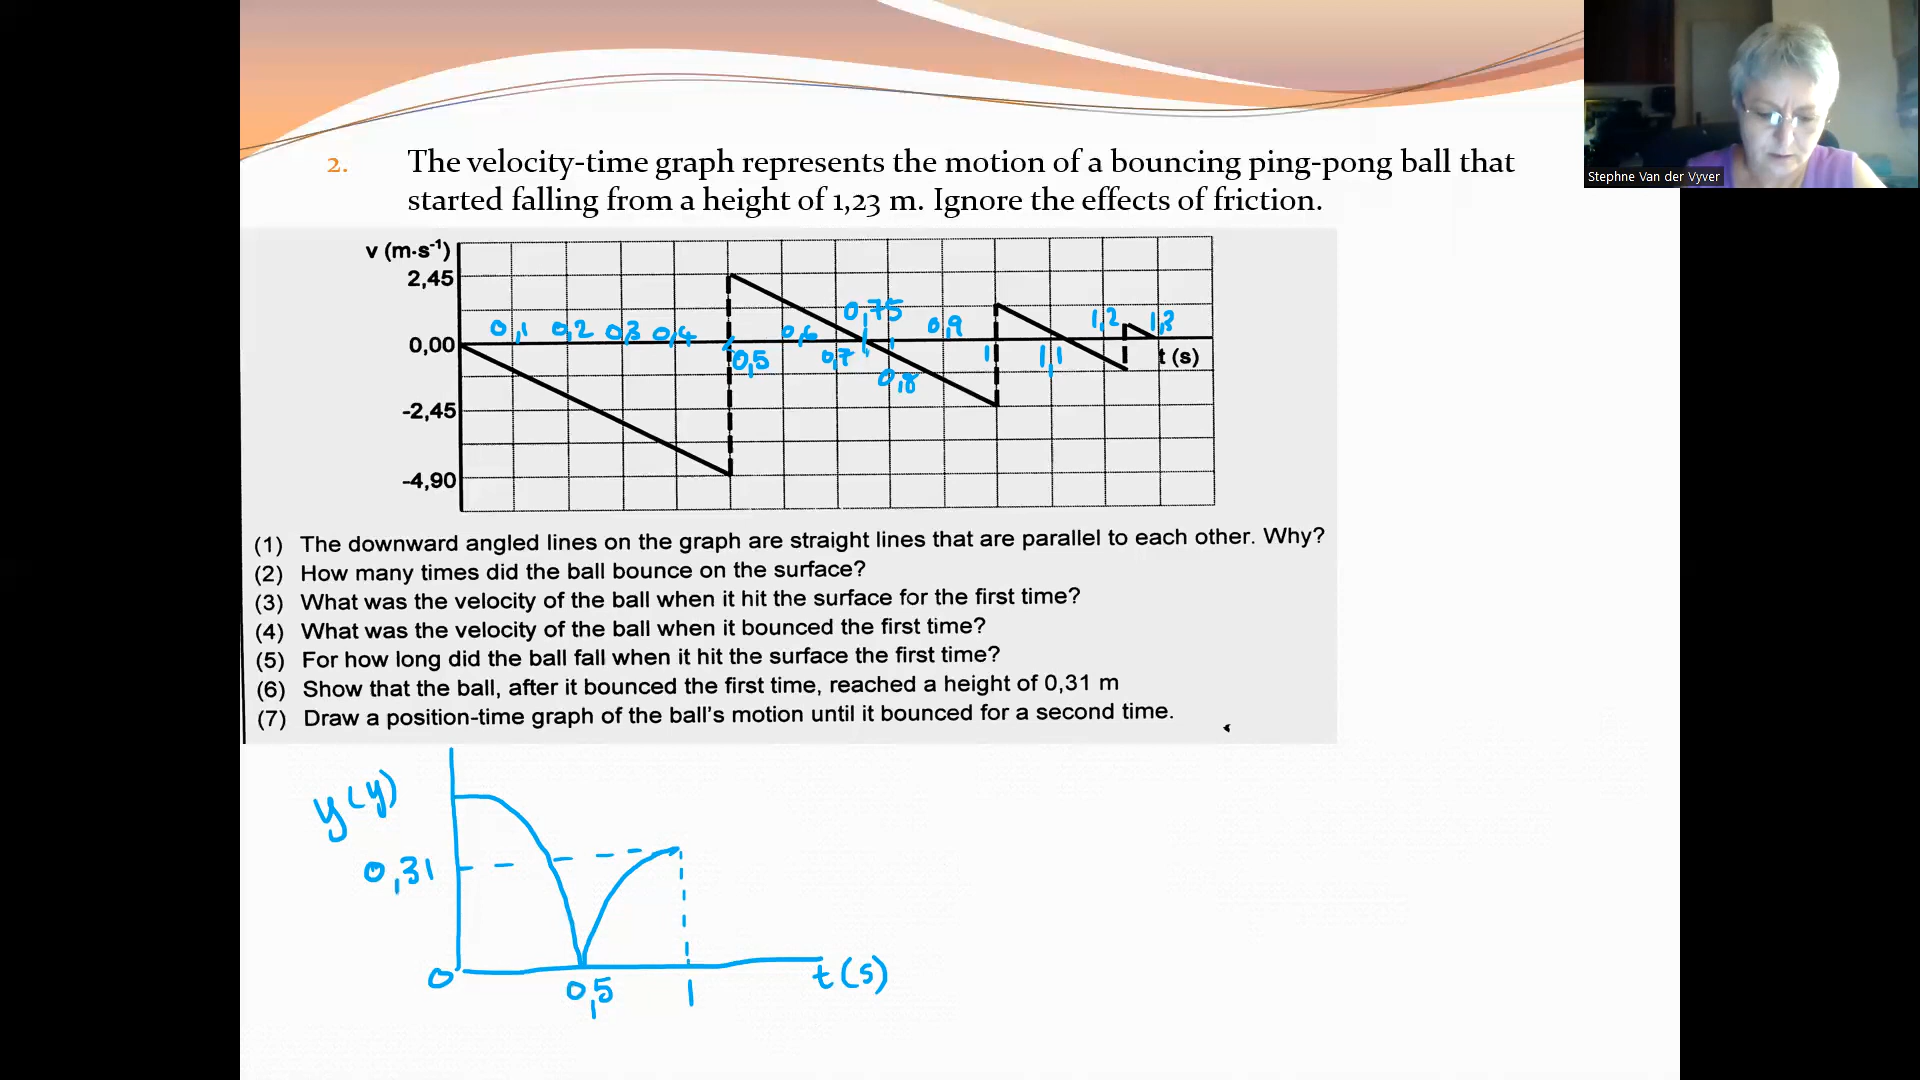 Stephne Van der Vyver
2. The velocity-time graph represents the motion of a bouncing ping-pong ball that
started falling from a height of 1,23 m. Ignore the effects of friction.
v (m·s⁻¹)
2,45
0,00
-2,45
-4,90
0,1 0,2 0,3 0,4 0,5 0,6 0,7 0,75 0,8 0,9 1 1,1 1,2 1,3
t (s)
(1) The downward angled lines on the graph are straight lines that are parallel to each other. Why?
(2) How many times did the ball bounce on the surface?
(3) What was the velocity of the ball when it hit the surface for the first time?
(4) What was the velocity of the ball when it bounced the first time?
(5) For how long did the ball fall when it hit the surface the first time?
(6) Show that the ball, after it bounced the first time, reached a height of 0,31 m
(7) Draw a position-time graph of the ball's motion until it bounced for a second time.
y(y)
0,31
0
0,5
1
t(s)